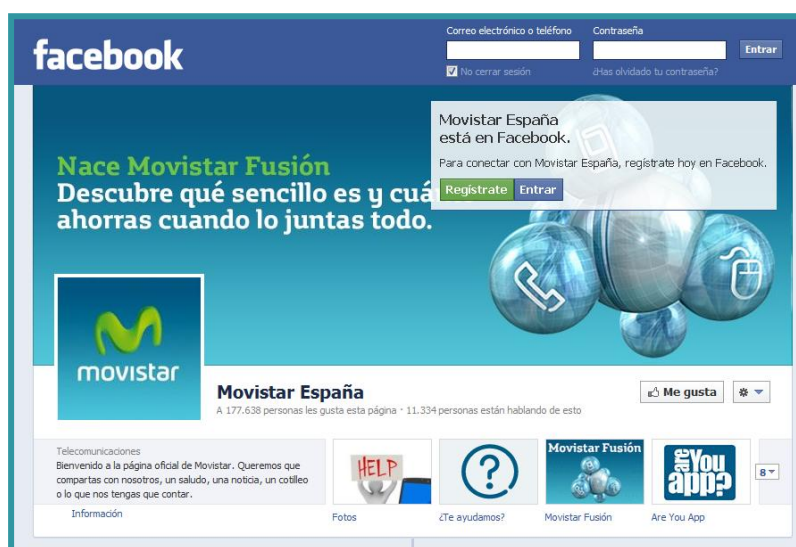 facebook
Correo electrónico o teléfono
Contraseña
Entrar
No cerrar sesión
¿Has olvidado tu contraseña?
Movistar España
está en Facebook.
Para conectar con Movistar España, regístrate hoy en Facebook.
Regístrate
Entrar
Nace Movistar Fusión
Descubre qué sencillo es y
ahorras cuando lo juntas todo.
movistar
Movistar España
A 177.638 personas les gusta esta página · 11.334 personas están hablando de esto
Me gusta
Telecomunicaciones
Bienvenido a la página oficial de Movistar. Queremos que
compartas con nosotros, un saludo, una noticia, un cotilleo
o lo que nos tengas que contar.
Información
HELP
Fotos
?
¿Te ayudamos?
Movistar Fusión
Movistar Fusión
are You
app?
Are You App
8